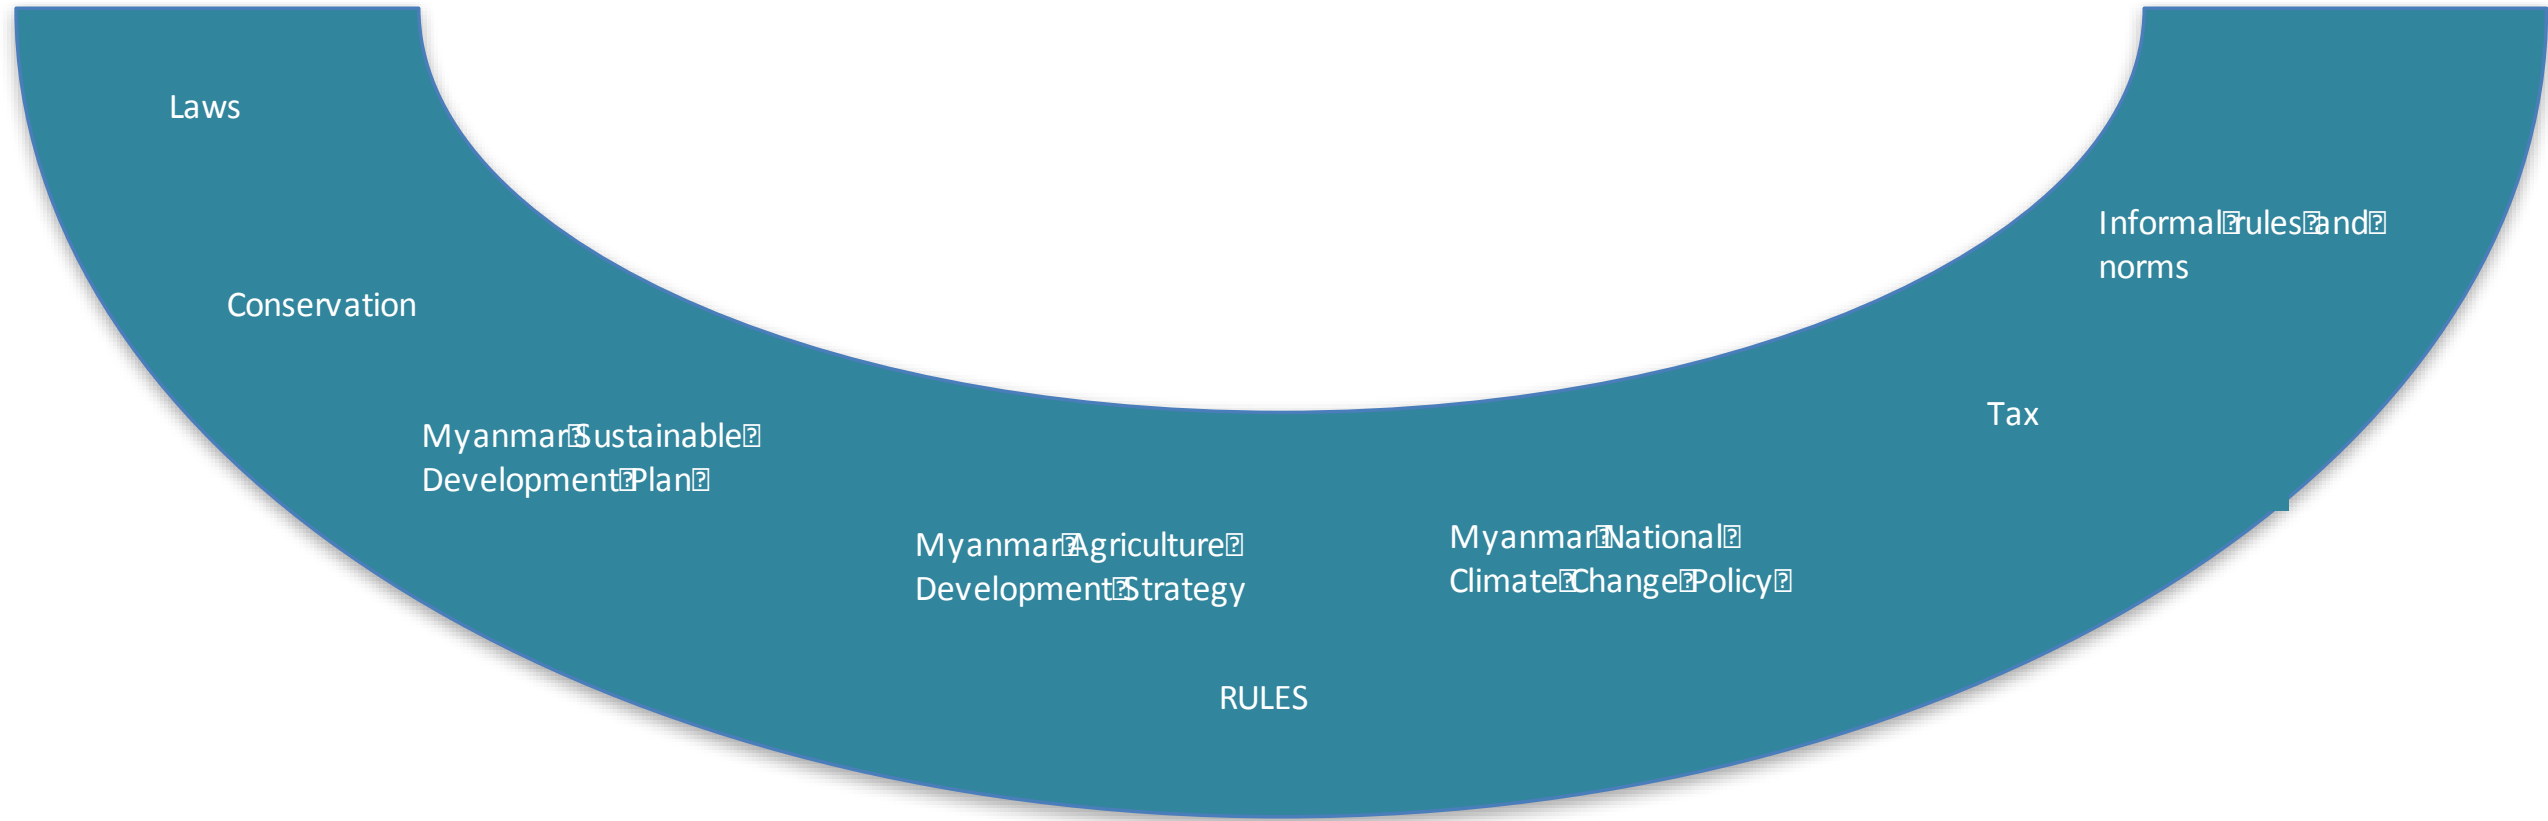 Laws
Informal rules and
norms
Conservation
Tax
Myanmar Sustainable
Development Plan
Myanmar Agriculture
Development Strategy
Myanmar National
Climate Change Policy
RULES